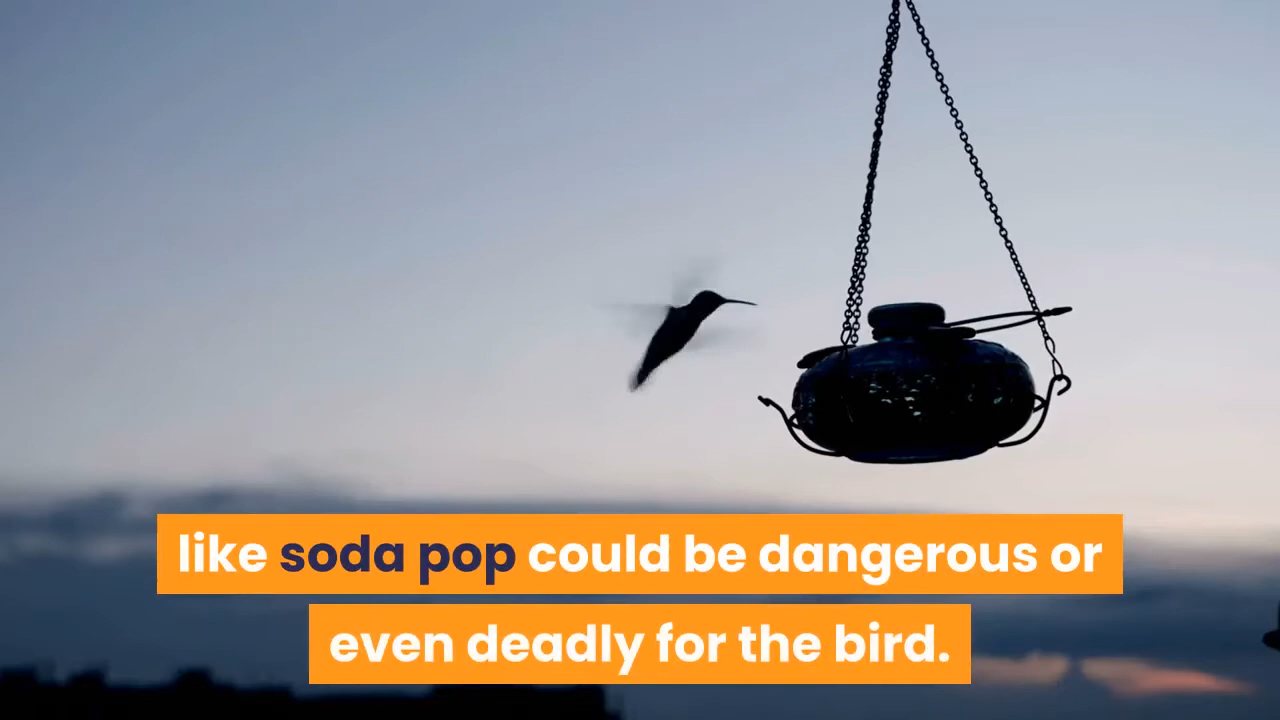 like soda pop could be dangerous or
even deadly for the bird.